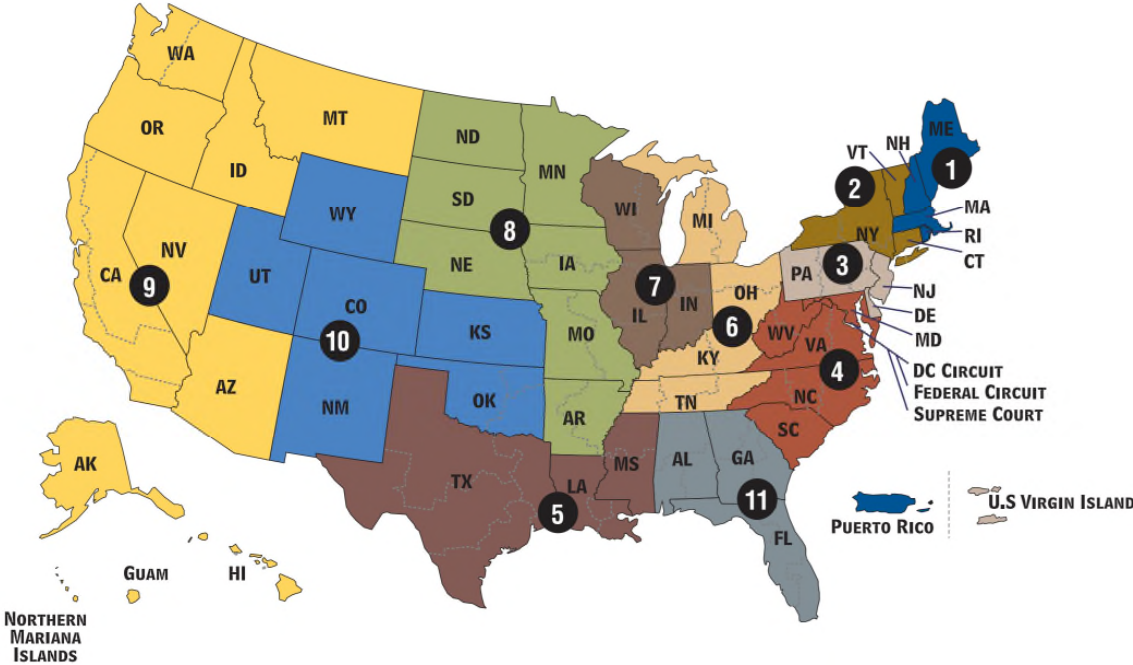 WA
MT
ND
ME
OR
MN
VT
NH
1
ID
SD
2
MA
WY
WI
MI
NY
RI
8
CT
NV
NE
IA
PA
3
CA
9
UT
7
OH
NJ
CO
IL
IN
DE
10
KS
MO
6
WV
MD
VA
KY
DC CIRCUIT
4
FEDERAL CIRCUIT
AZ
NM
OK
TN
NC
SUPREME COURT
AR
SC
AK
TX
LA
MS
AL
GA
5
11
FL
PUERTO RICO
U.S VIRGIN ISLAND
GUAM
HI
NORTHERN
MARIANA
ISLANDS